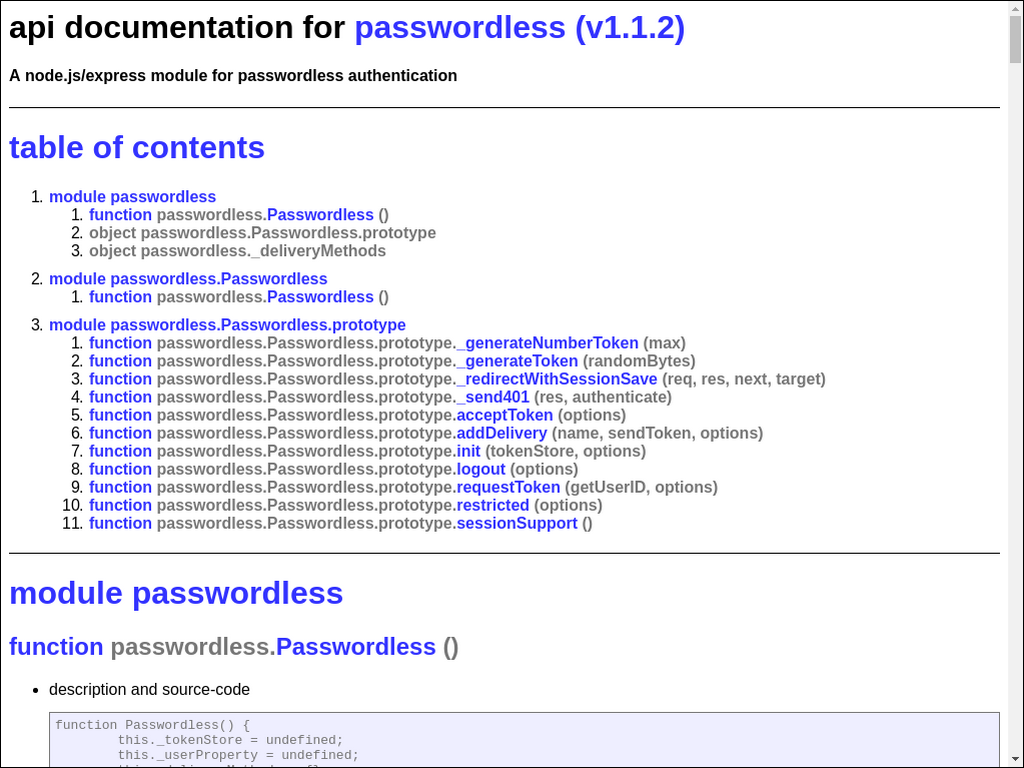 api documentation for passwordless (v1.1.2)
A node.js/express module for passwordless authentication
table of contents
1. module passwordless
1. function passwordless.Passwordless ()
2. object passwordless.Passwordless.prototype
3. object passwordless._deliveryMethods
2. module passwordless.Passwordless
1. function passwordless.Passwordless ()
3. module passwordless.Passwordless.prototype
1. function passwordless.Passwordless.prototype._generateNumberToken (max)
2. function passwordless.Passwordless.prototype._generateToken (randomBytes)
3. function passwordless.Passwordless.prototype._redirectWithSessionSave (req, res, next, target)
4. function passwordless.Passwordless.prototype._send401 (res, authenticate)
5. function passwordless.Passwordless.prototype.acceptToken (options)
6. function passwordless.Passwordless.prototype.addDelivery (name, sendToken, options)
7. function passwordless.Passwordless.prototype.init (tokenStore, options)
8. function passwordless.Passwordless.prototype.logout (options)
9. function passwordless.Passwordless.prototype.requestToken (getUserID, options)
10. function passwordless.Passwordless.prototype.restricted (options)
11. function passwordless.Passwordless.prototype.sessionSupport ()
module passwordless
function passwordless.Passwordless ()
• description and source-code
function Passwordless() {
this._tokenStore = undefined;
this._userProperty = undefined;